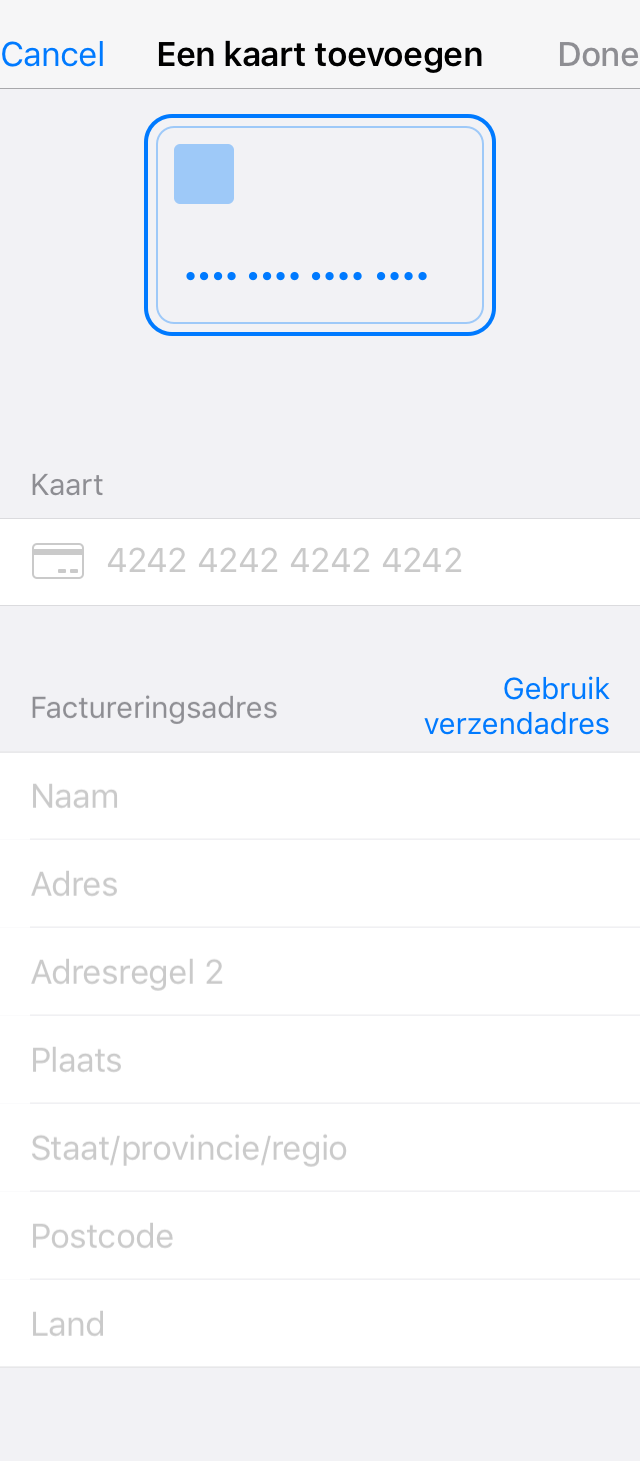 Cancel Een kaart toevoegen Done
•••• •••• •••• ••••
Kaart
4242 4242 4242 4242
Factureringsadres
Gebruik
verzendadres
Naam
Adres
Adresregel 2
Plaats
Staat/provincie/regio
Postcode
Land